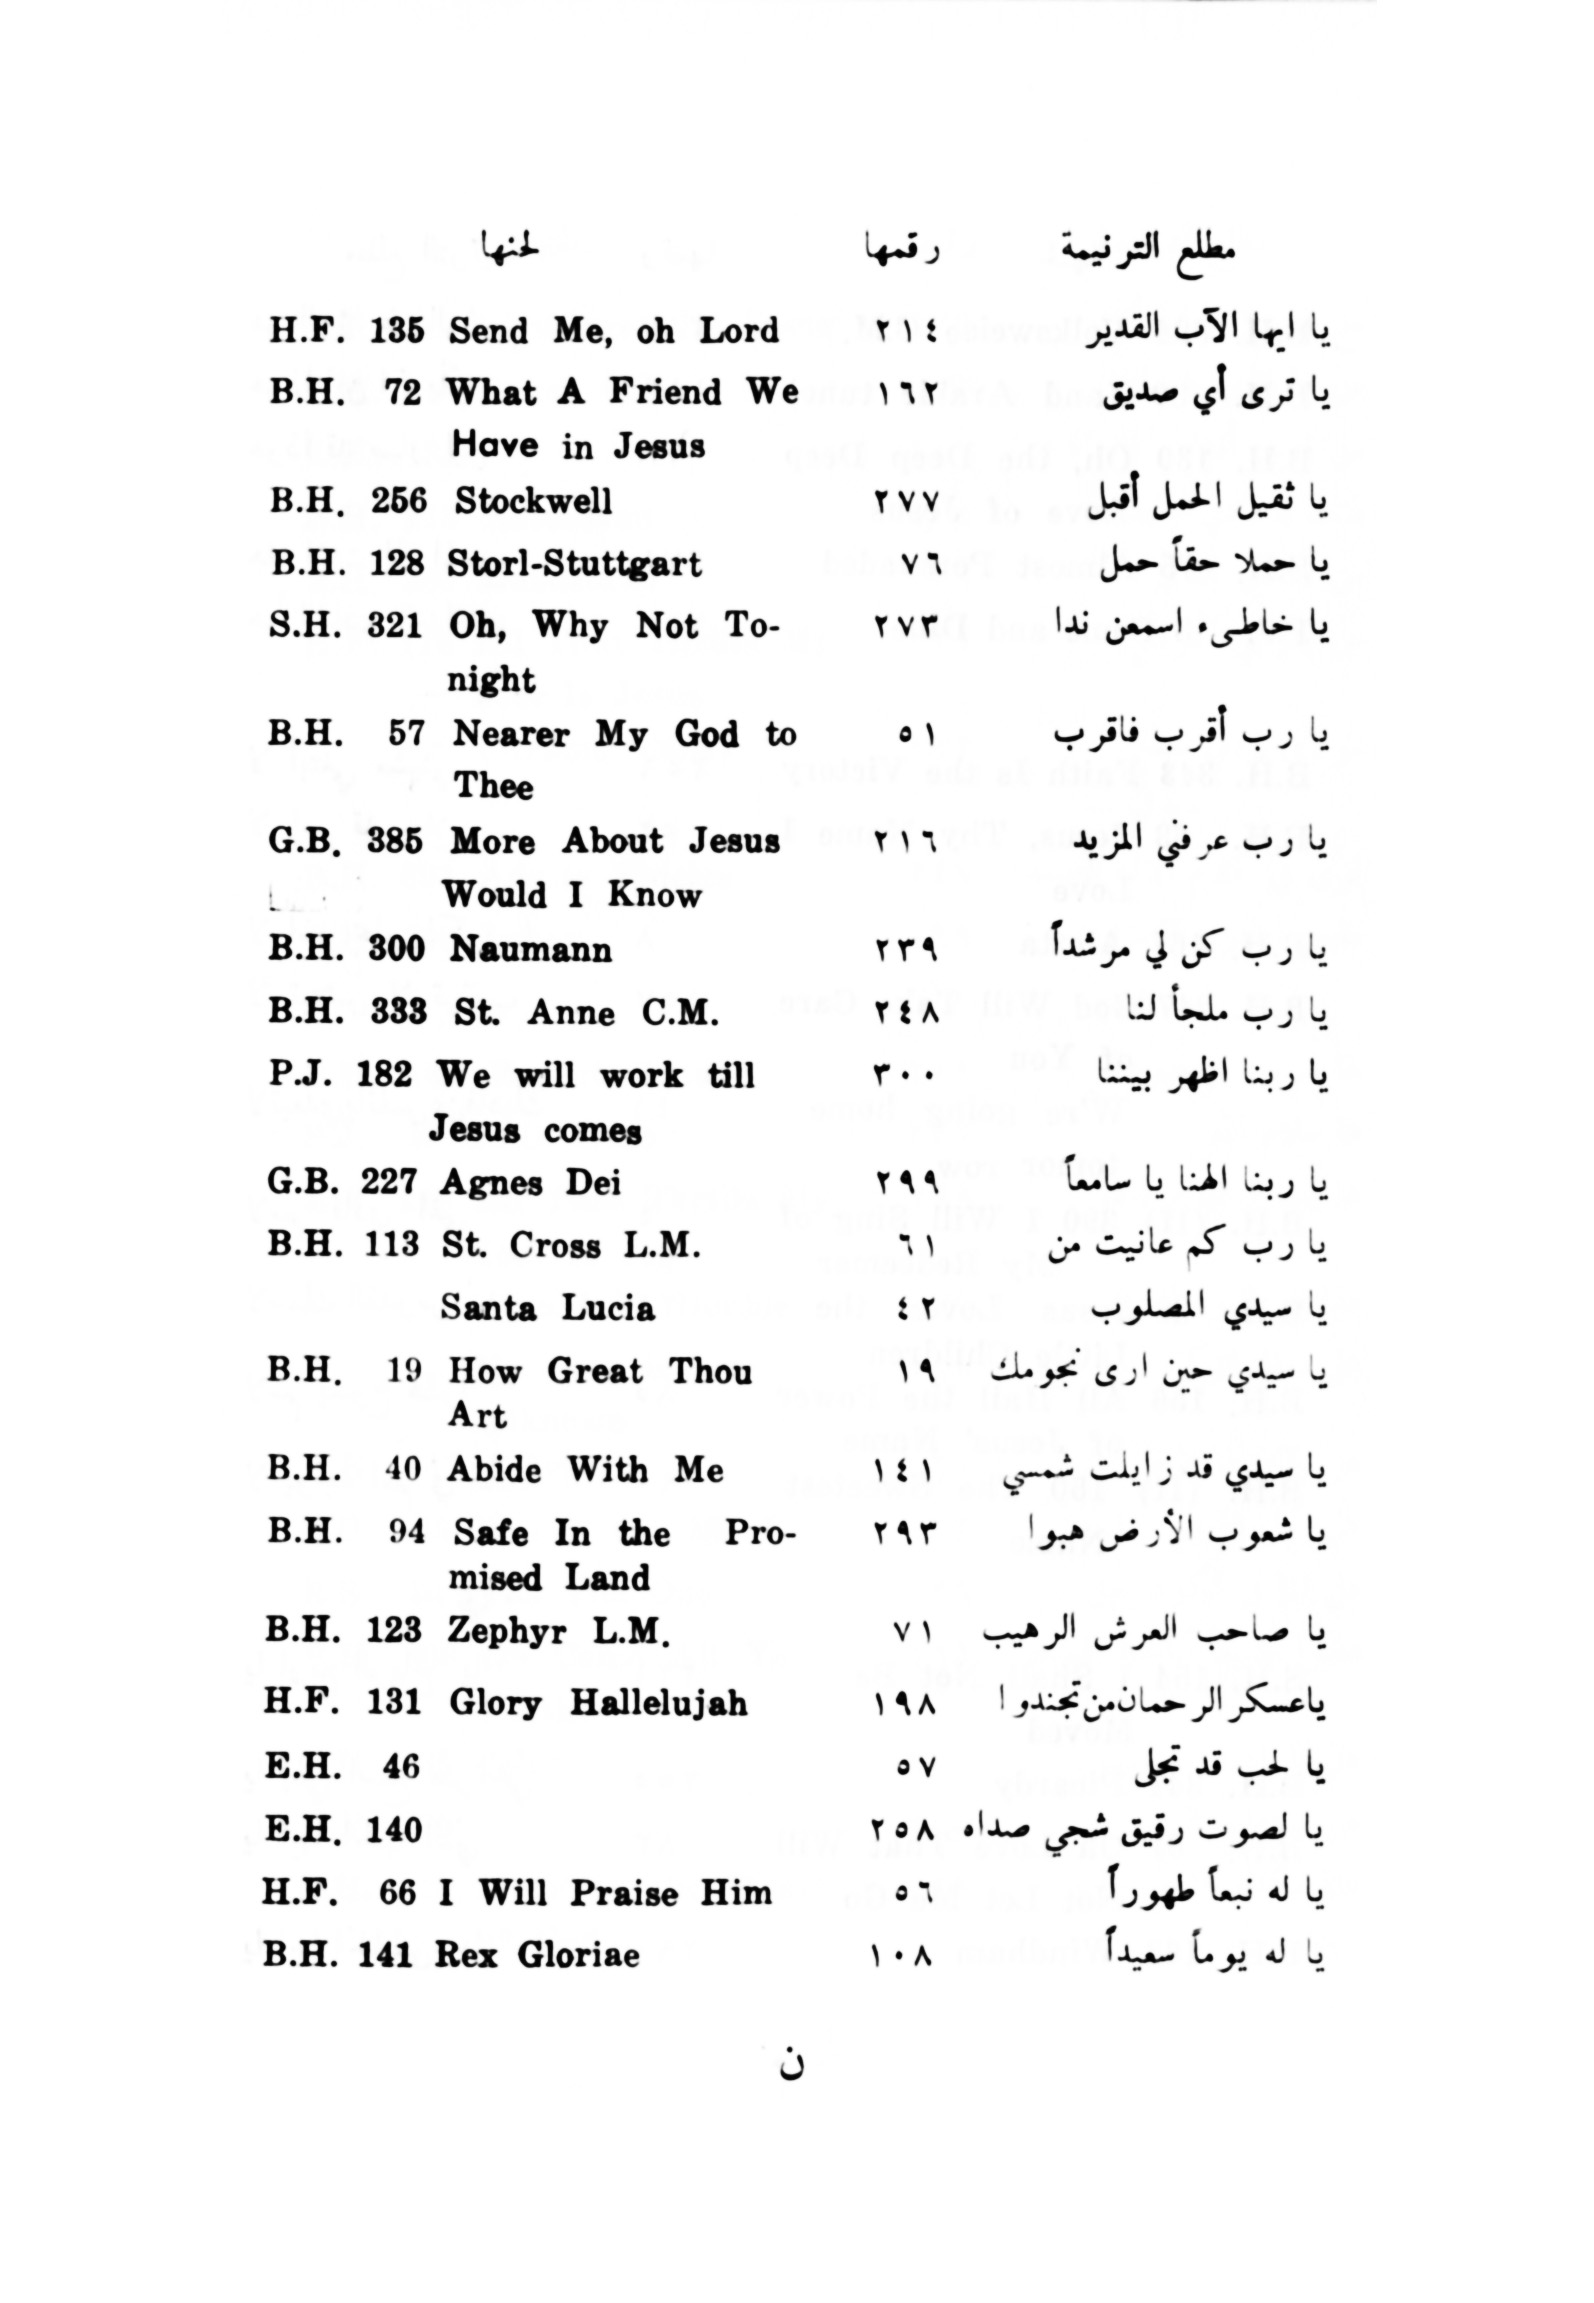 مطلع الترنيمة رقمها لحنها
يا ايها الآب القدير ٢١٤ H.F. 135 Send Me, oh Lord
يا ترى أي صديق ١٦٢ B.H. 72 What A Friend We
Have in Jesus
يا ثقيل الحمل أقبل ٢٧٧ B.H. 256 Stockwell
يا حملا حقاً حمل ٧٦ B.H. 128 Storl-Stuttgart
يا خاطىء اسمعن ندا ٢٧٣ S.H. 321 Oh, Why Not To-
night
يا رب أقرب فاقرب ٥١ B.H. 57 Nearer My God to
Thee
يا رب عرفني المزيد ٢١٦ G.B. 385 More About Jesus
Would I Know
يا رب كن لي مرشداً ٢٣٩ B.H. 300 Naumann
يا رب ملجأ لنا ٢٤٨ B.H. 333 St. Anne C.M.
يا ربنا اظهر بيننا ٣٠٠ P.J. 182 We will work till
Jesus comes
يا ربنا الهنا يا سامعاً ٢٩٩ G.B. 227 Agnes Dei
يا رب كم عانيت من ٦١ B.H. 113 St. Cross L.M.
يا سيدي المصلوب ٤٢ Santa Lucia
يا سيدي حين ارى نجومك ١٩ B.H. 19 How Great Thou
Art
يا سيدي قد زايلت شمسي ١٤١ B.H. 40 Abide With Me
يا شعوب الأرض هبوا ٢٩٣ B.H. 94 Safe In the Pro-
mised Land
يا صاحب العرش الرهيب ٧١ B.H. 123 Zephyr L.M.
ياعسكر الرحمان من تجندوا ١٩٨ H.F. 131 Glory Hallelujah
يا لحب قد تجلى ٥٧ E.H. 46
يا لصوت رقيق شجي صداه ٢٥٨ E.H. 140
يا له نبعاً طهوراً ٥٦ H.F. 66 I Will Praise Him
يا له يوماً سعيداً ١٠٨ B.H. 141 Rex Gloriae
ن